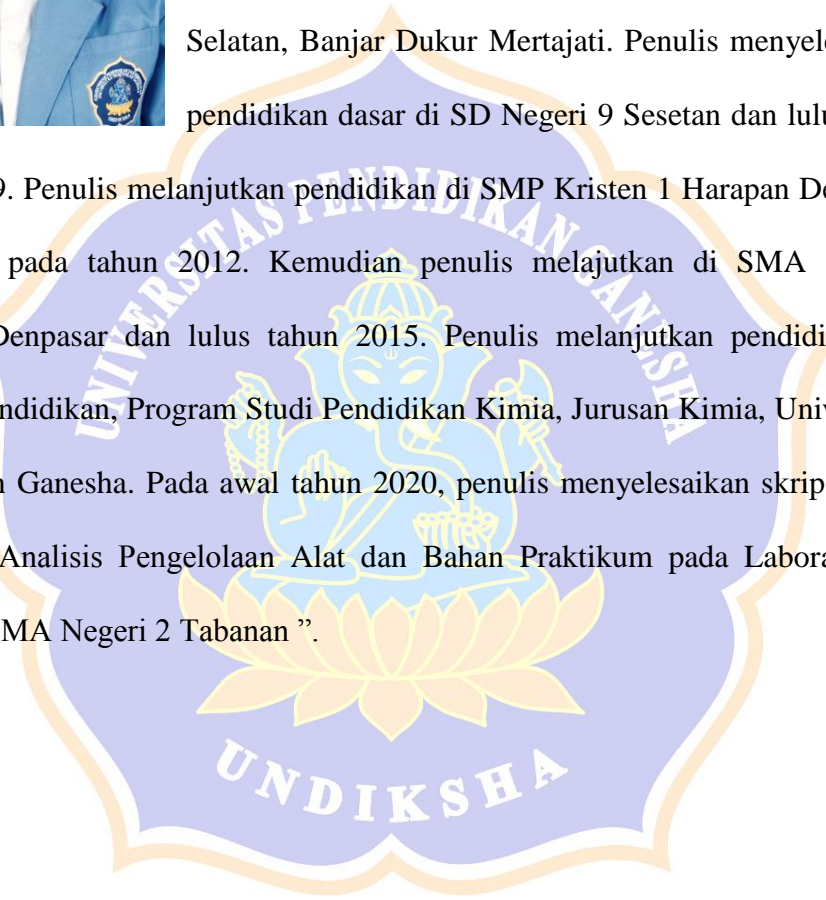 Selatan, Banjar Dukur Mertajati. Penulis menyele
pendidikan dasar di SD Negeri 9 Sesetan dan lulu
9. Penulis melanjutkan pendidikan di SMP Kristen 1 Harapan De
pada tahun 2012. Kemudian penulis melajutkan di SMA
Denpasar dan lulus tahun 2015. Penulis melanjutkan pendidi
ndidikan, Program Studi Pendidikan Kimia, Jurusan Kimia, Univ
n Ganesha. Pada awal tahun 2020, penulis menyelesaikan skrip
Analisis Pengelolaan Alat dan Bahan Praktikum pada Labora
MA Negeri 2 Tabanan ”.
UNIVERSITAS PENDIDIKAN GANESHA
UNDIKSHA